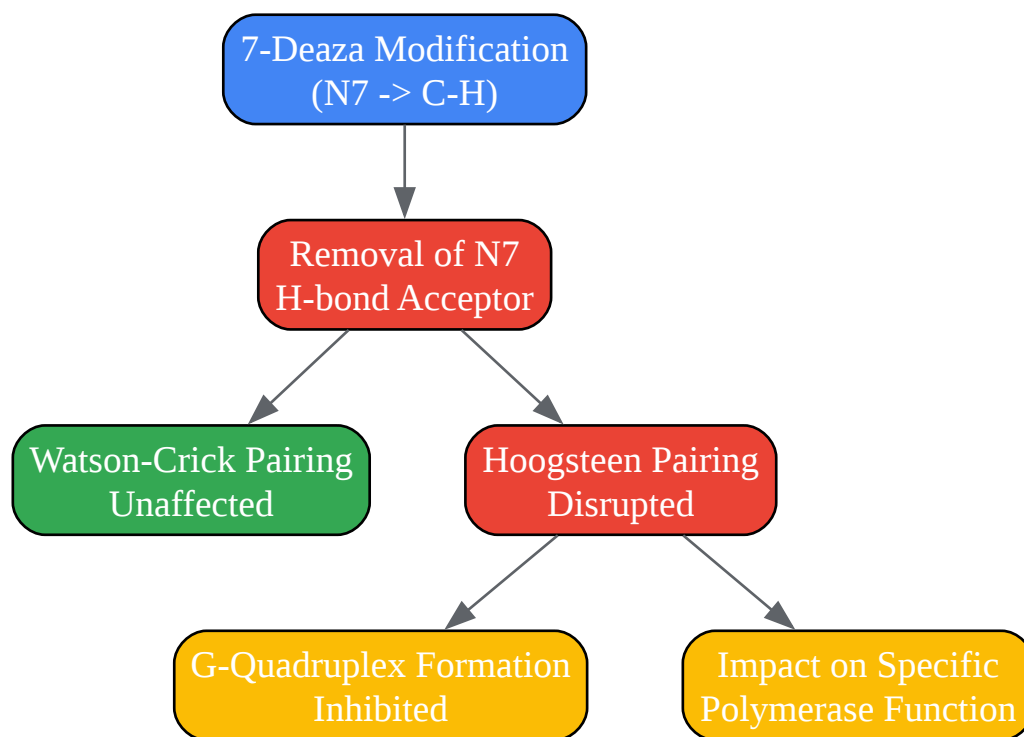 7-Deaza Modification
(N7 -> C-H)
Removal of N7
H-bond Acceptor
Watson-Crick Pairing
Unaffected
Hoogsteen Pairing
Disrupted
G-Quadruplex Formation
Inhibited
Impact on Specific
Polymerase Function